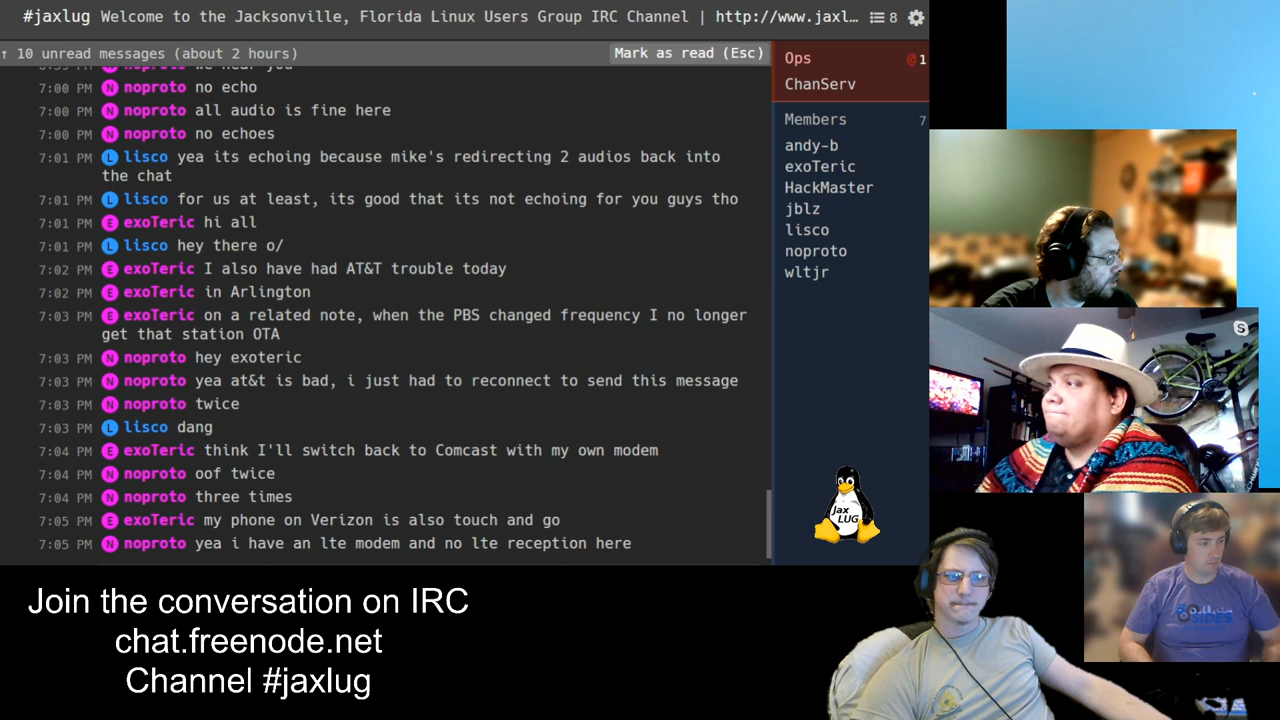 #jaxlug Welcome to the Jacksonville, Florida Linux Users Group IRC Channel | http://www.jaxl… 8
↑ 10 unread messages (about 2 hours) Mark as read (Esc)
7:00 PM N noproto no echo
7:00 PM N noproto all audio is fine here
7:00 PM N noproto no echoes
7:01 PM L lisco yea its echoing because mike's redirecting 2 audios back into
the chat
7:01 PM L lisco for us at least, its good that its not echoing for you guys tho
7:01 PM E exoTeric hi all
7:01 PM L lisco hey there o/
7:02 PM E exoTeric I also have had AT&T trouble today
7:02 PM E exoTeric in Arlington
7:03 PM E exoTeric on a related note, when the PBS changed frequency I no longer
get that station OTA
7:03 PM N noproto hey exoteric
7:03 PM N noproto yea at&t is bad, i just had to reconnect to send this message
7:03 PM N noproto twice
7:03 PM L lisco dang
7:04 PM E exoTeric think I'll switch back to Comcast with my own modem
7:04 PM N noproto oof twice
7:04 PM N noproto three times
7:05 PM E exoTeric my phone on Verizon is also touch and go
7:05 PM N noproto yea i have an lte modem and no lte reception here
Ops @ 1
ChanServ
Members 7
andy-b
exoTeric
HackMaster
jblz
lisco
noproto
wltjr
jax
LUG
S
SIDES
Join the conversation on IRC
chat.freenode.net
Channel #jaxlug